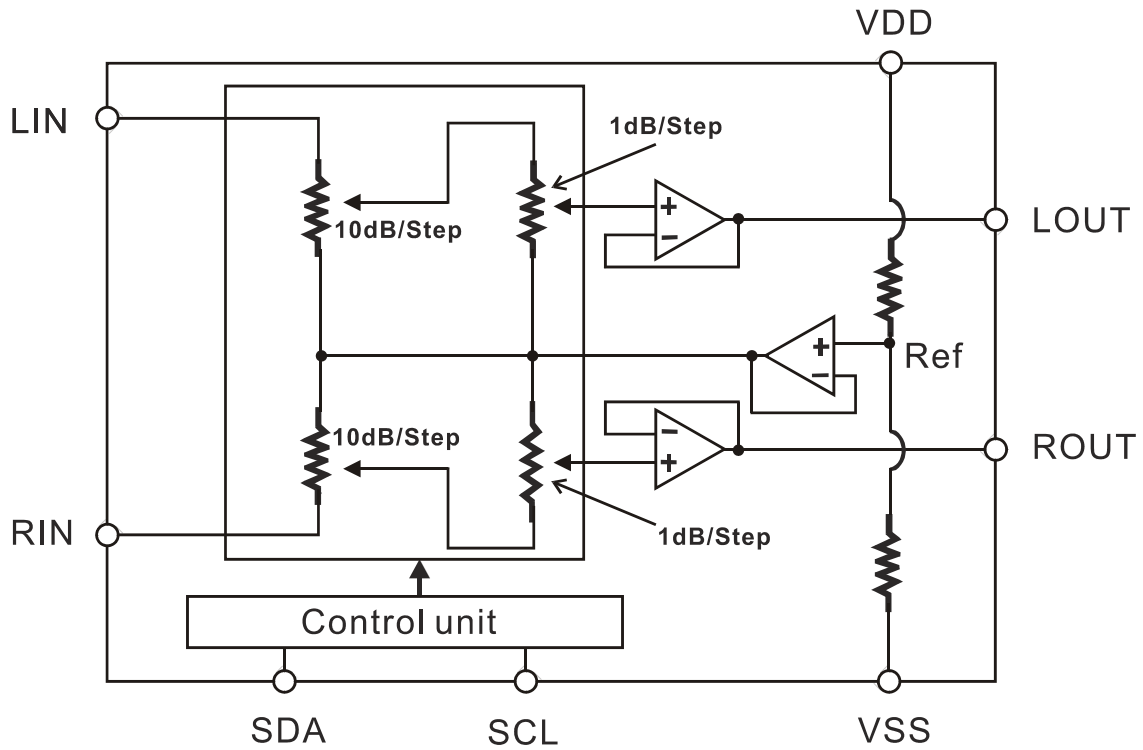 VDD
LIN
1dB/Step
+
−
10dB/Step
LOUT
+
−
Ref
10dB/Step
−
+
ROUT
RIN
1dB/Step
Control unit
SDA
SCL
VSS